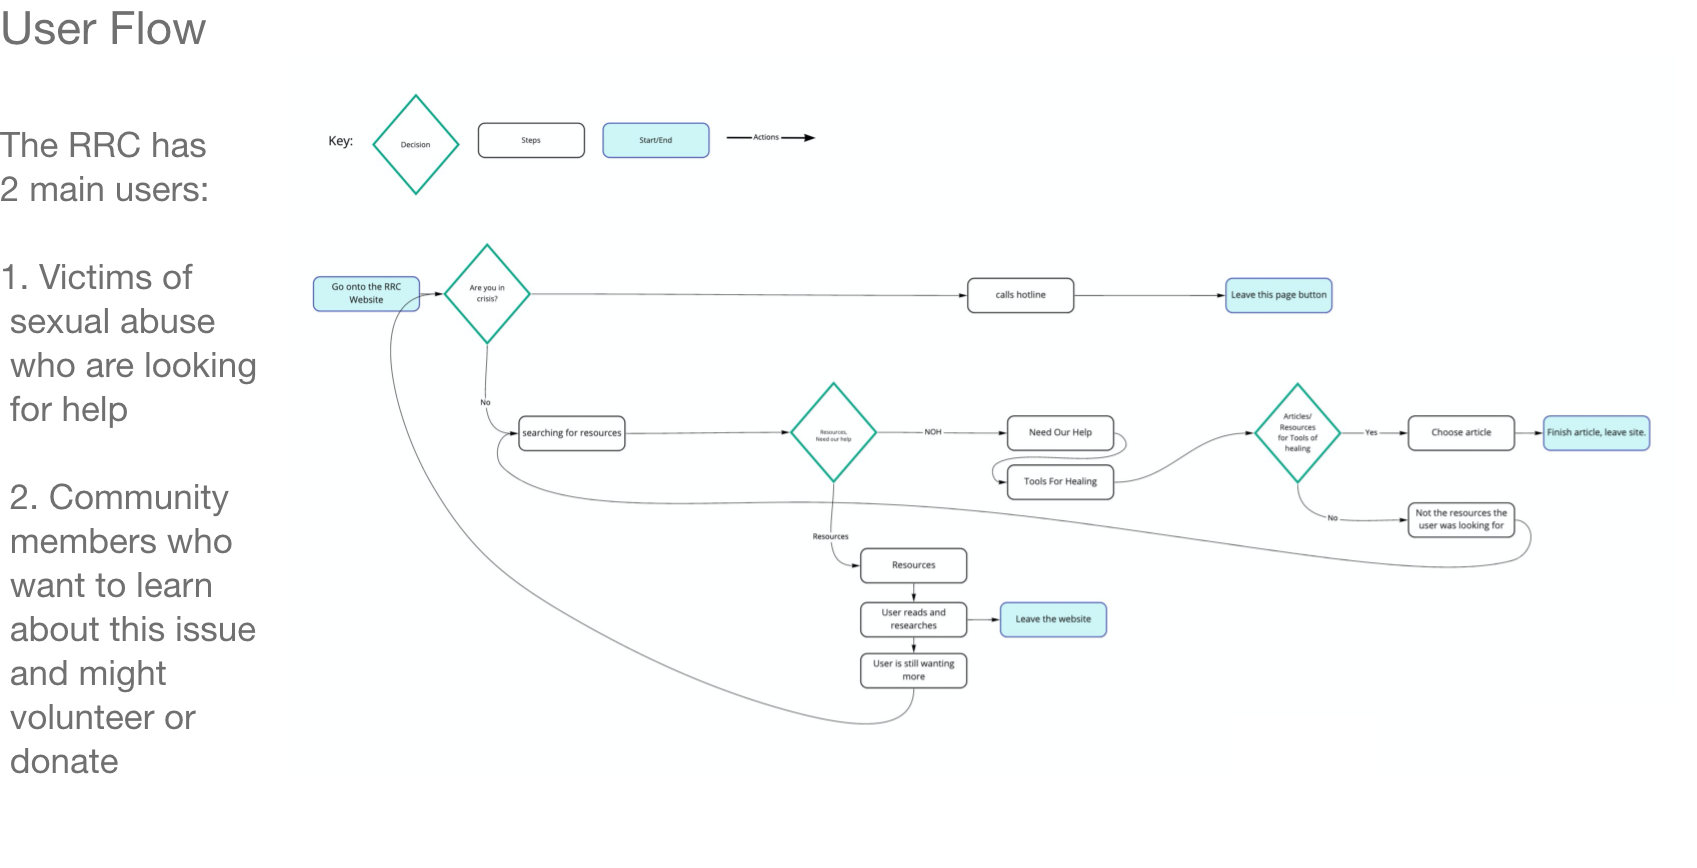 User Flow
The RRC has
2 main users:
1. Victims of
sexual abuse
who are looking
for help
2. Community
members who
want to learn
about this issue
and might
volunteer or
donate
Key:
Decision
Steps
Start/End
Actions
Go onto the RRC
Website
Are you in
crisis?
calls hotline
Leave this page button
No
searching for resources
Resources,
Need our help
NOH
Need Our Help
Tools For Healing
Articles/
Resources
for Tools of
healing
Yes
Choose article
Finish article, leave site.
No
Not the resources the
user was looking for
Resources
Resources
User reads and
researches
Leave the website
User is still wanting
more